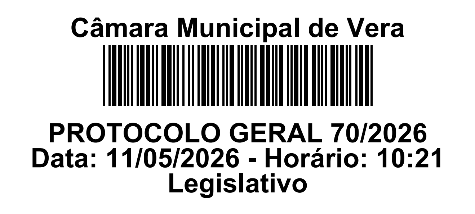 Câmara Municipal de Vera
PROTOCOLO GERAL 70/2026
Data: 11/05/2026 - Horário: 10:21
Legislativo